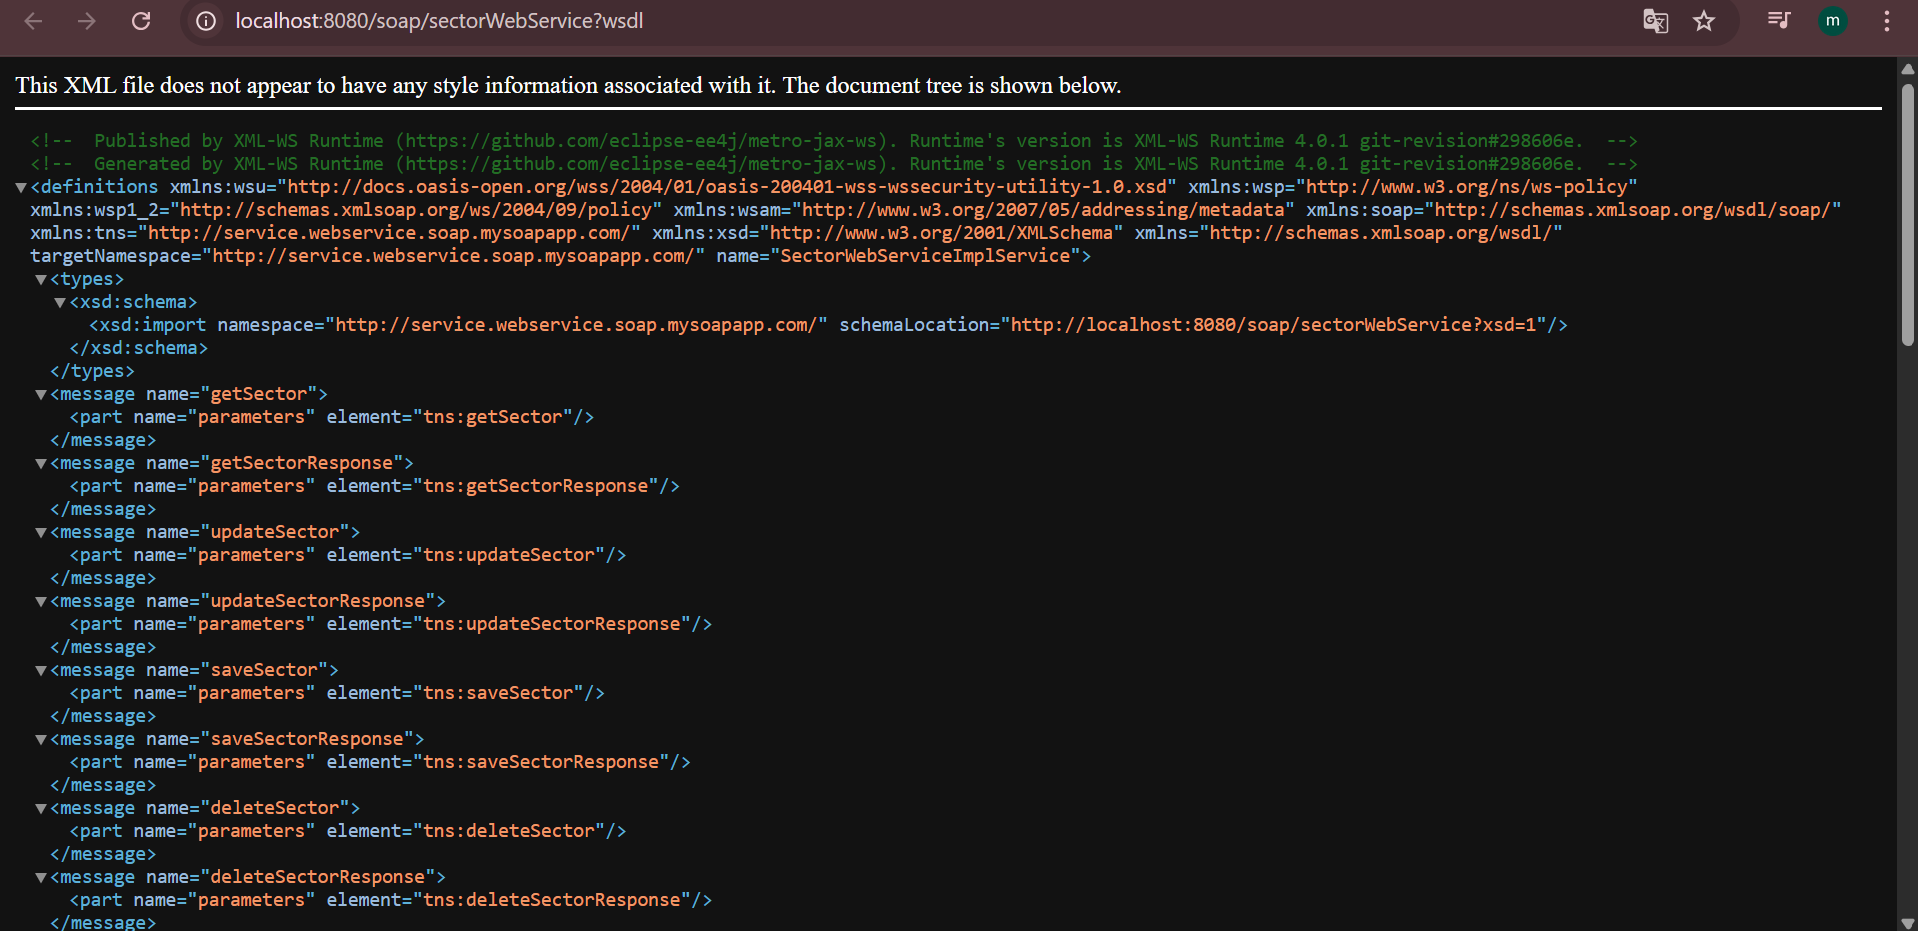 localhost:8080/soap/sectorWebService?wsdl
m
This XML file does not appear to have any style information associated with it. The document tree is shown below.
<!--  Published by XML-WS Runtime (https://github.com/eclipse-ee4j/metro-jax-ws). Runtime's version is XML-WS Runtime 4.0.1 git-revision#298606e.  -->
<!--  Generated by XML-WS Runtime (https://github.com/eclipse-ee4j/metro-jax-ws). Runtime's version is XML-WS Runtime 4.0.1 git-revision#298606e.  -->
▼<definitions xmlns:wsu="http://docs.oasis-open.org/wss/2004/01/oasis-200401-wss-wssecurity-utility-1.0.xsd" xmlns:wsp="http://www.w3.org/ns/ws-policy"
xmlns:wsp1_2="http://schemas.xmlsoap.org/ws/2004/09/policy" xmlns:wsam="http://www.w3.org/2007/05/addressing/metadata" xmlns:soap="http://schemas.xmlsoap.org/wsdl/soap/"
xmlns:tns="http://service.webservice.soap.mysoapapp.com/" xmlns:xsd="http://www.w3.org/2001/XMLSchema" xmlns="http://schemas.xmlsoap.org/wsdl/"
targetNamespace="http://service.webservice.soap.mysoapapp.com/" name="SectorWebServiceImplService">
▼<types>
▼<xsd:schema>
<xsd:import namespace="http://service.webservice.soap.mysoapapp.com/" schemaLocation="http://localhost:8080/soap/sectorWebService?xsd=1"/>
</xsd:schema>
</types>
▼<message name="getSector">
<part name="parameters" element="tns:getSector"/>
</message>
▼<message name="getSectorResponse">
<part name="parameters" element="tns:getSectorResponse"/>
</message>
▼<message name="updateSector">
<part name="parameters" element="tns:updateSector"/>
</message>
▼<message name="updateSectorResponse">
<part name="parameters" element="tns:updateSectorResponse"/>
</message>
▼<message name="saveSector">
<part name="parameters" element="tns:saveSector"/>
</message>
▼<message name="saveSectorResponse">
<part name="parameters" element="tns:saveSectorResponse"/>
</message>
▼<message name="deleteSector">
<part name="parameters" element="tns:deleteSector"/>
</message>
▼<message name="deleteSectorResponse">
<part name="parameters" element="tns:deleteSectorResponse"/>
</message>